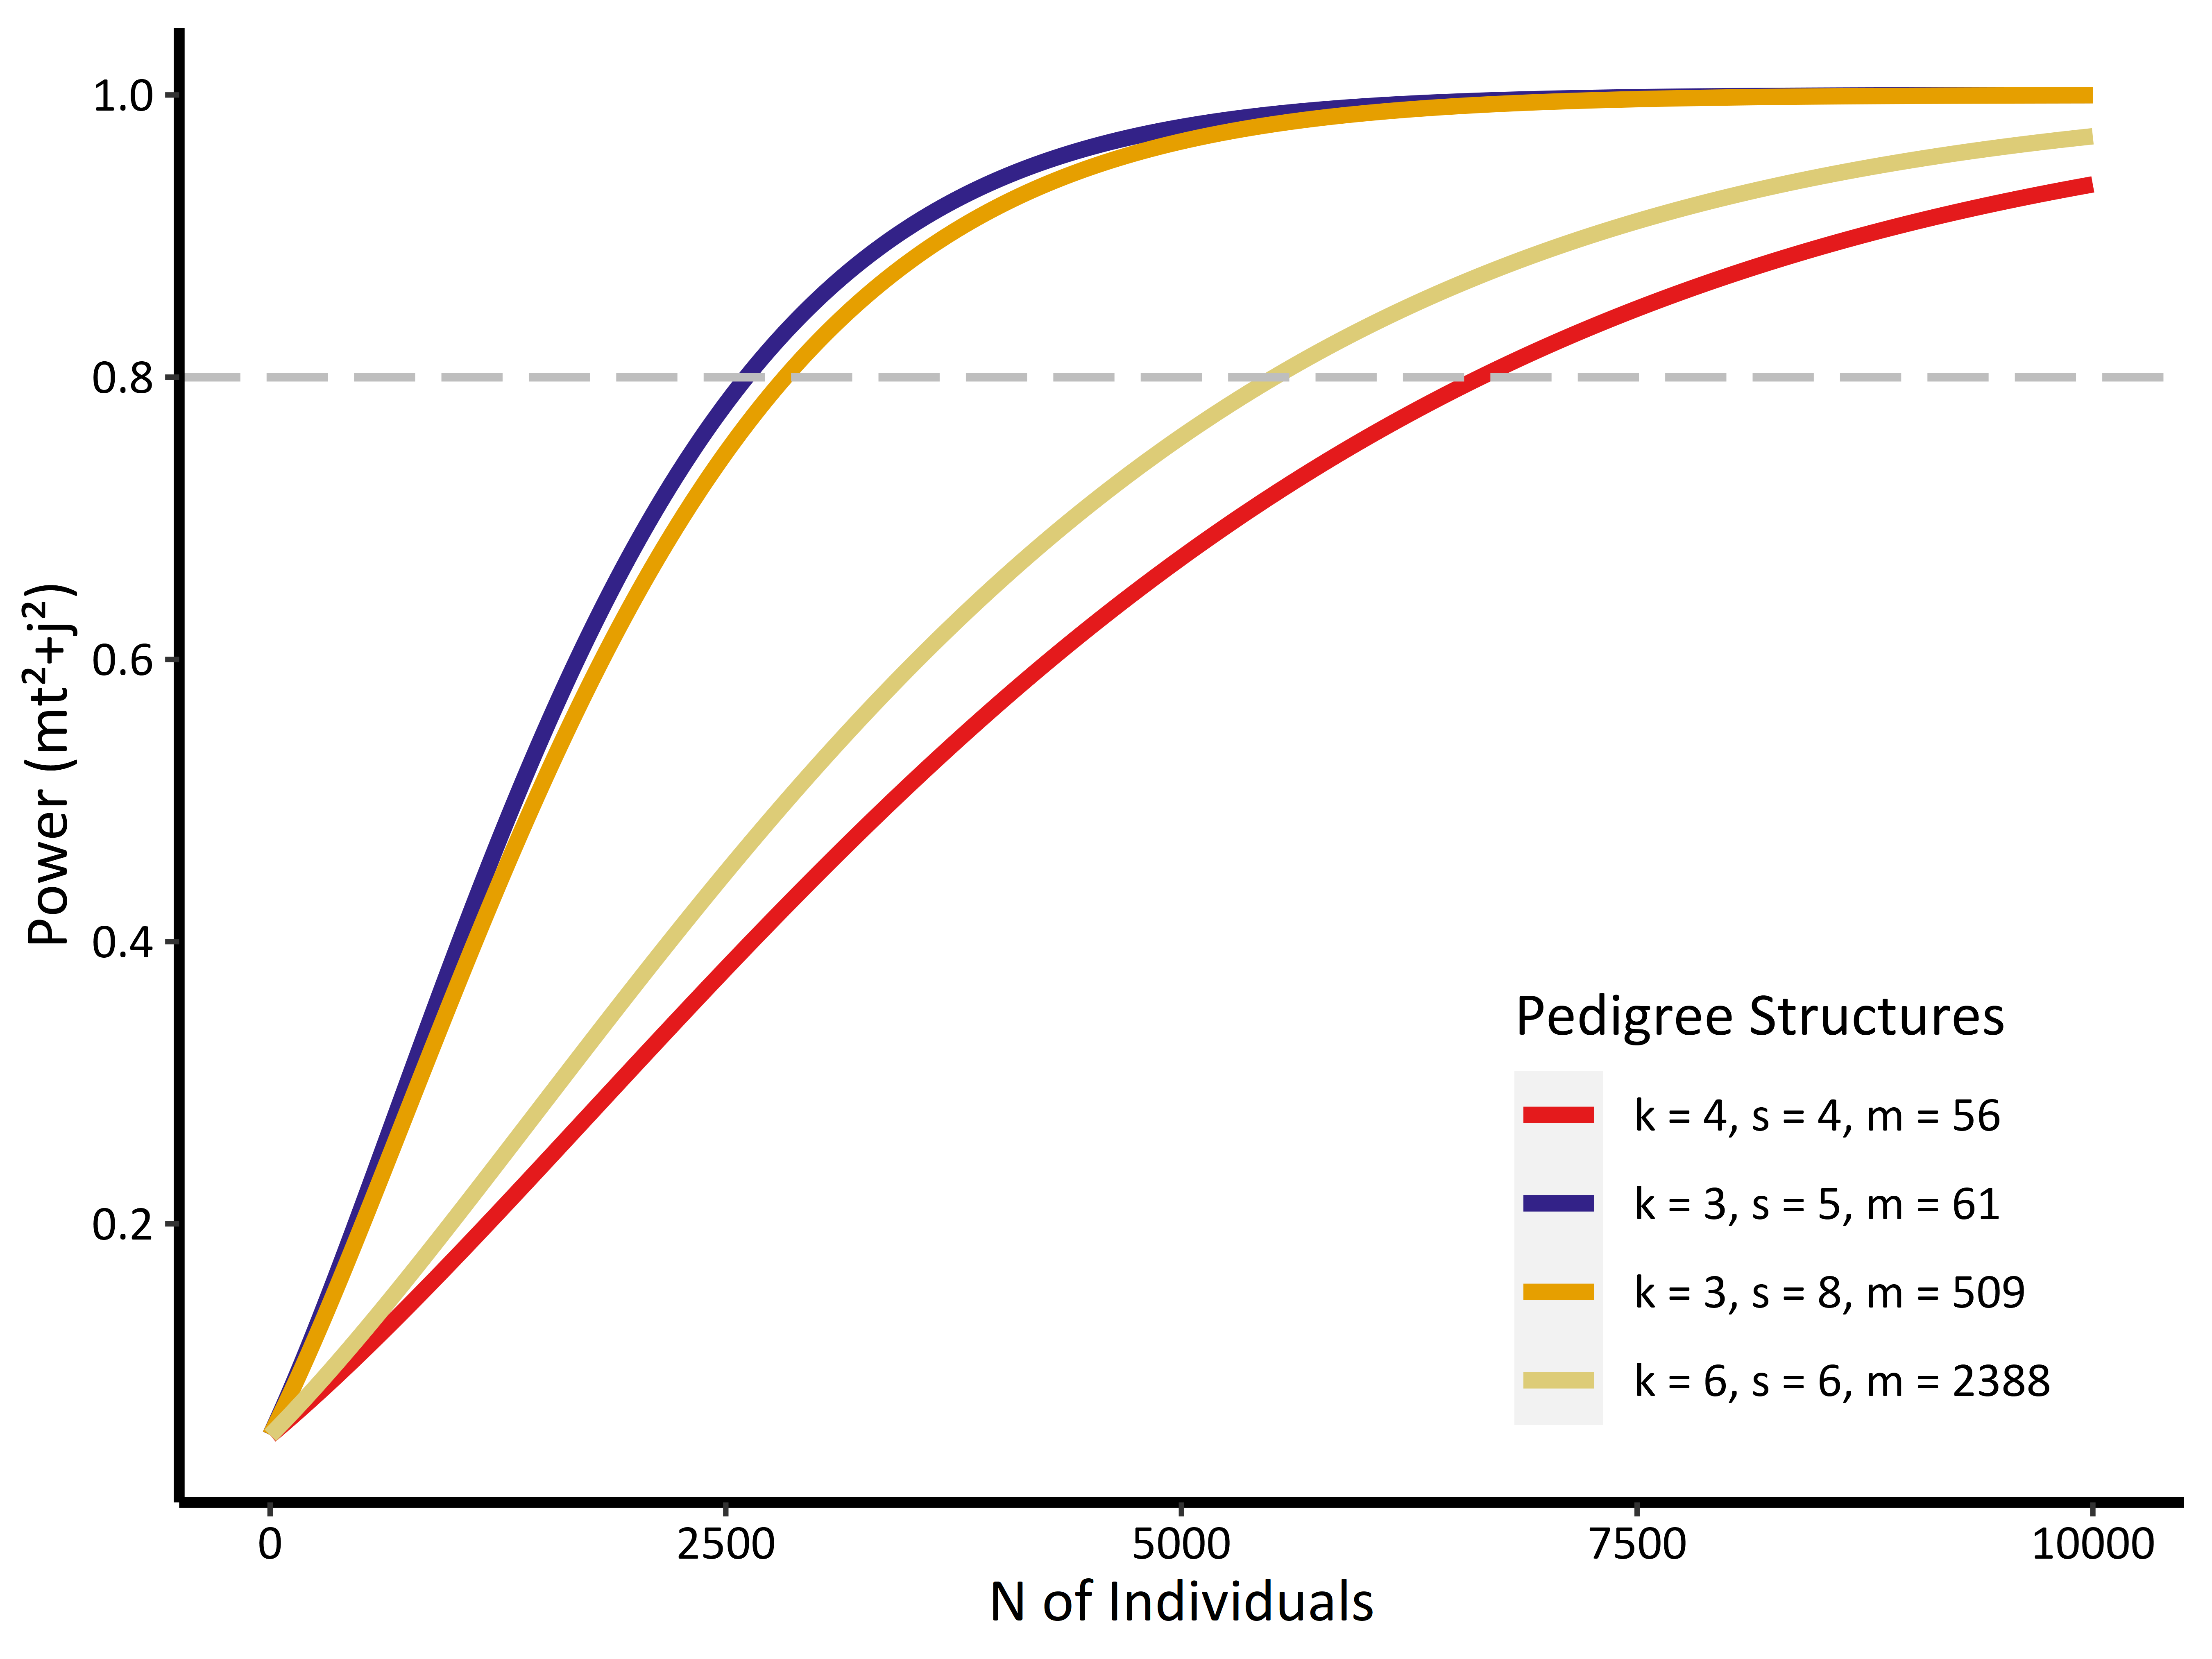 1.0
0.8
0.6
0.4
0.2
Power (mt²+j²)
0
2500
5000
7500
10000
N of Individuals
Pedigree Structures
k = 4, s = 4, m = 56
k = 3, s = 5, m = 61
k = 3, s = 8, m = 509
k = 6, s = 6, m = 2388